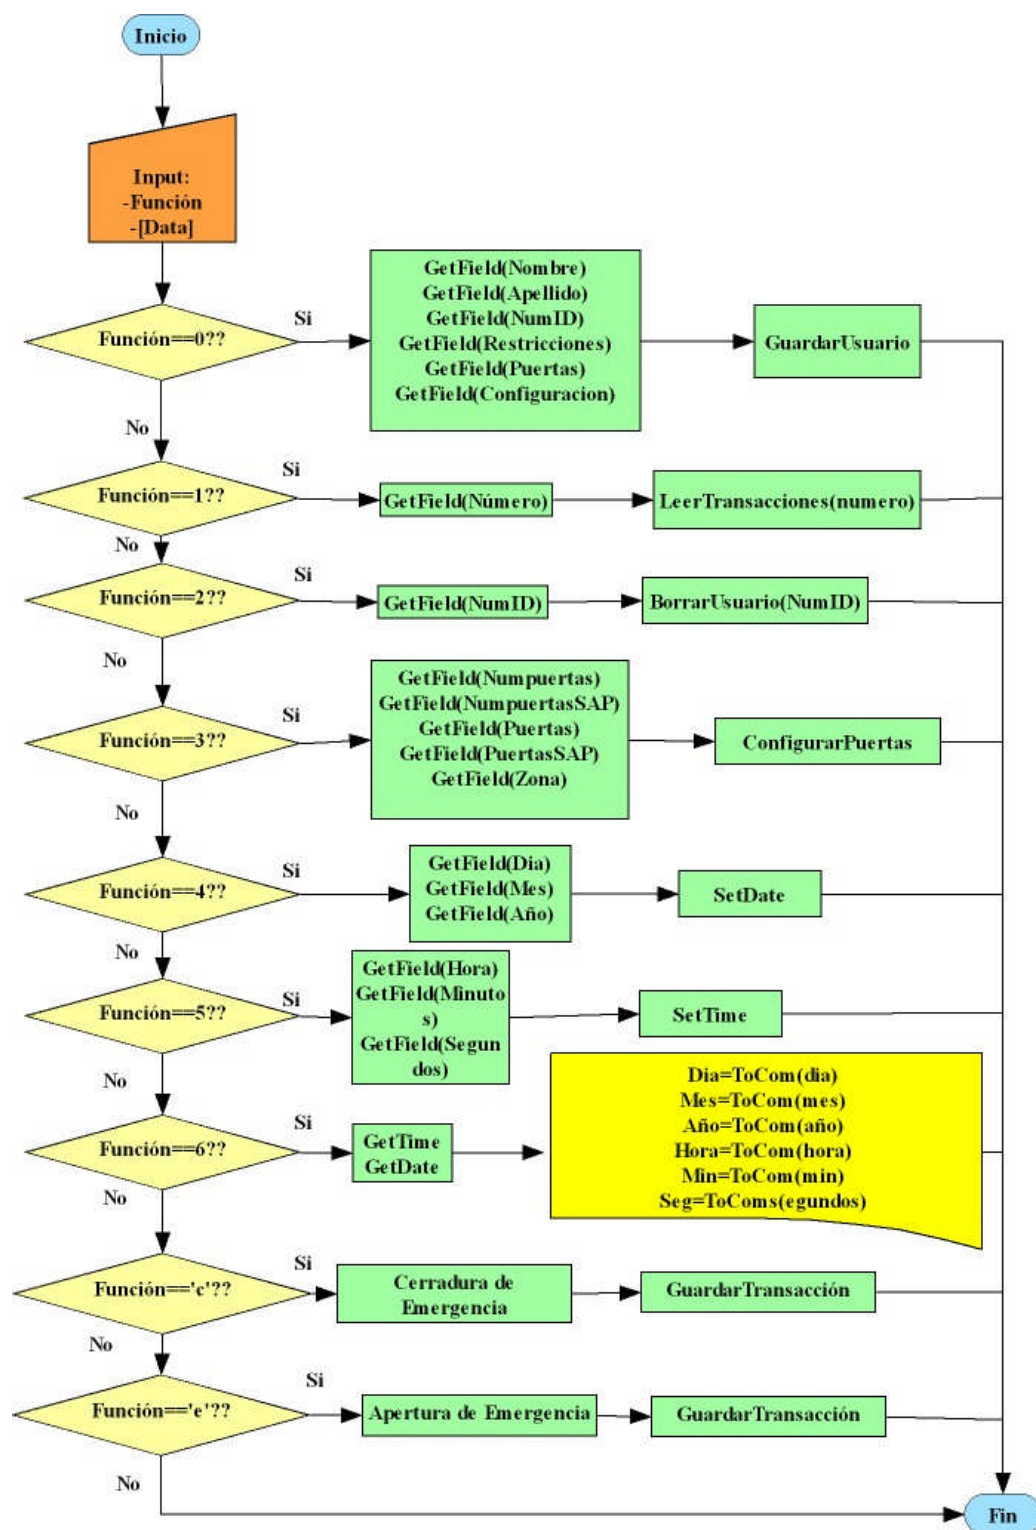 Inicio
Input:
-Función
-[Data]
Función==0??
Si
GetField(Nombre)
GetField(Apellido)
GetField(NumID)
GetField(Restricciones)
GetField(Puertas)
GetField(Configuracion)
GuardarUsuario
No
Función==1??
Si
GetField(Número)
LeerTransacciones(numero)
No
Función==2??
Si
GetField(NumID)
BorrarUsuario(NumID)
No
Función==3??
Si
GetField(Numpuertas)
GetField(NumpuertasSAP)
GetField(Puertas)
GetField(PuertasSAP)
GetField(Zona)
ConfigurarPuertas
No
Función==4??
Si
GetField(Dia)
GetField(Mes)
GetField(Año)
SetDate
No
Función==5??
Si
GetField(Hora)
GetField(Minuto
s)
GetField(Segun
dos)
SetTime
No
Función==6??
Si
GetTime
GetDate
Dia=ToCom(dia)
Mes=ToCom(mes)
Año=ToCom(año)
Hora=ToCom(hora)
Min=ToCom(min)
Seg=ToComs(egundos)
No
Función=='c'??
Si
Cerradura de
Emergencia
GuardarTransacción
No
Función=='e'??
Si
Apertura de Emergencia
GuardarTransacción
No
Fin